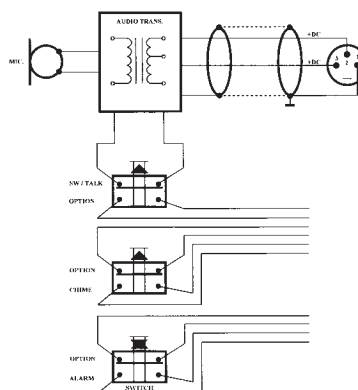 AUDIO TRANS.
MIC.
+DC
+DC
2
SW / TALK
OPTION
OPTION
CHIME
OPTION
ALARM
SWITCH